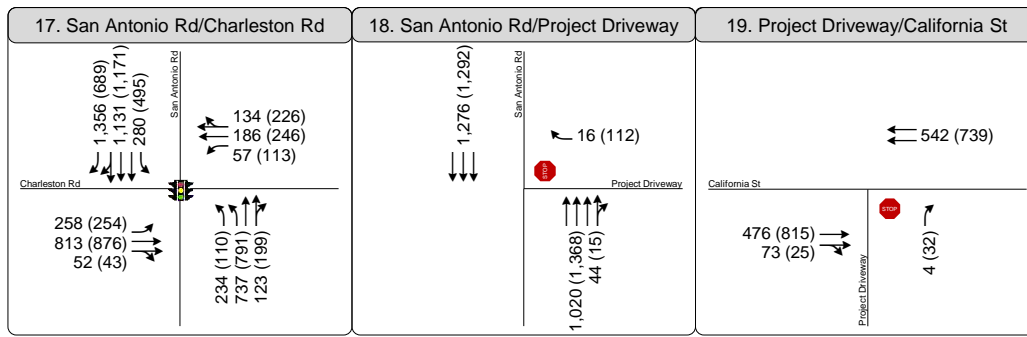 17. San Antonio Rd/Charleston Rd
1,356 (689)
1,131 (1,171)
280 (495)
San Antonio Rd
134 (226)
186 (246)
57 (113)
Charleston Rd
258 (254)
813 (876)
52 (43)
234 (110)
737 (791)
123 (199)
18. San Antonio Rd/Project Driveway
1,276 (1,292)
San Antonio Rd
16 (112)
STOP
Project Driveway
1,020 (1,368)
44 (15)
19. Project Driveway/California St
542 (739)
California St
STOP
476 (815)
73 (25)
4 (32)
Project Driveway